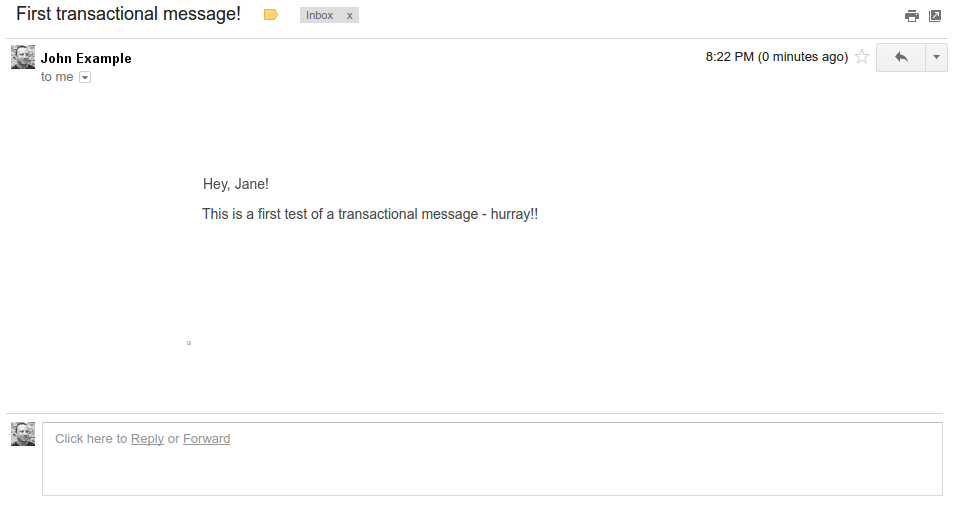 First transactional message!
Inbox x
John Example
8:22 PM (0 minutes ago)
to me
Hey, Jane!
This is a first test of a transactional message - hurray!!
Click here to Reply or Forward